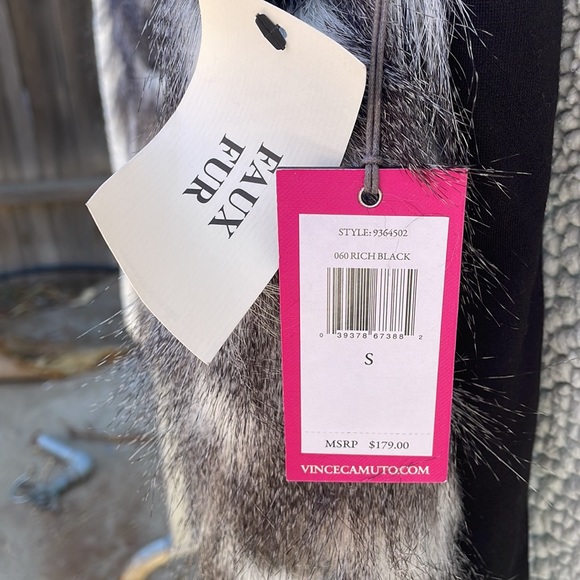 FAUX
FUR
STYLE: 9364502
060 RICH BLACK
0 39378 67388 2
S
MSRP $179.00
VINCECAMUTO.COM